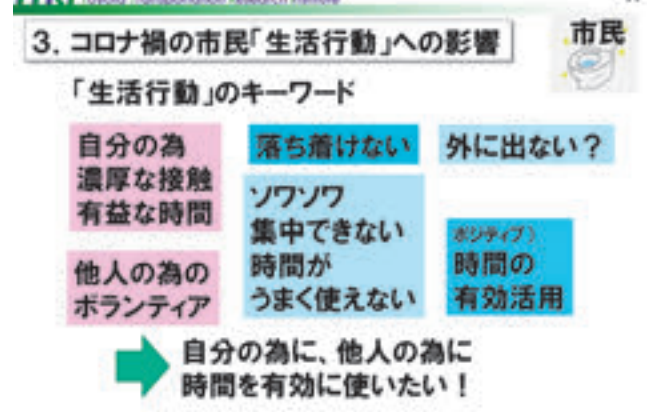 3．コロナ禍の市民「生活行動」への影響
市民
「生活行動」のキーワード
自分の為
濃厚な接触
有益な時間
他人の為の
ボランティア
落ち着けない
ソワソワ
集中できない
時間が
うまく使えない
外に出ない？
ポジティブ）
時間の
有効活用
自分の為に、他人の為に
時間を有効に使いたい！